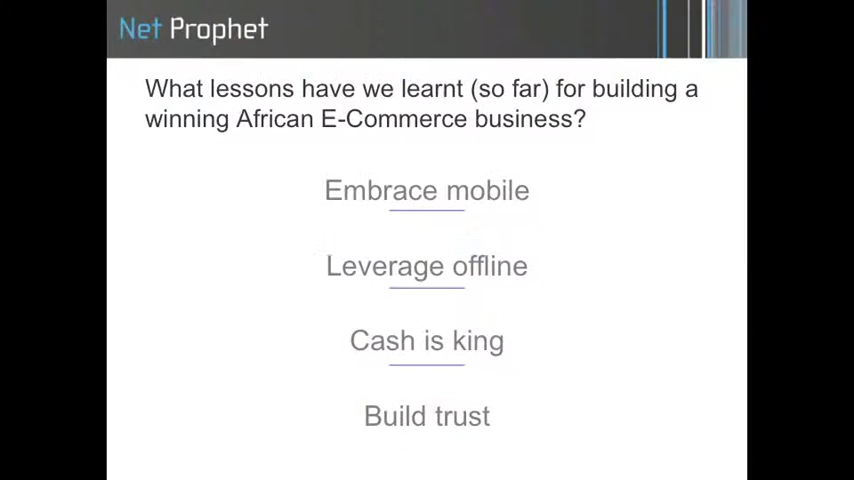 Net Prophet
What lessons have we learnt (so far) for building a
winning African E-Commerce business?
Embrace mobile
Leverage offline
Cash is king
Build trust